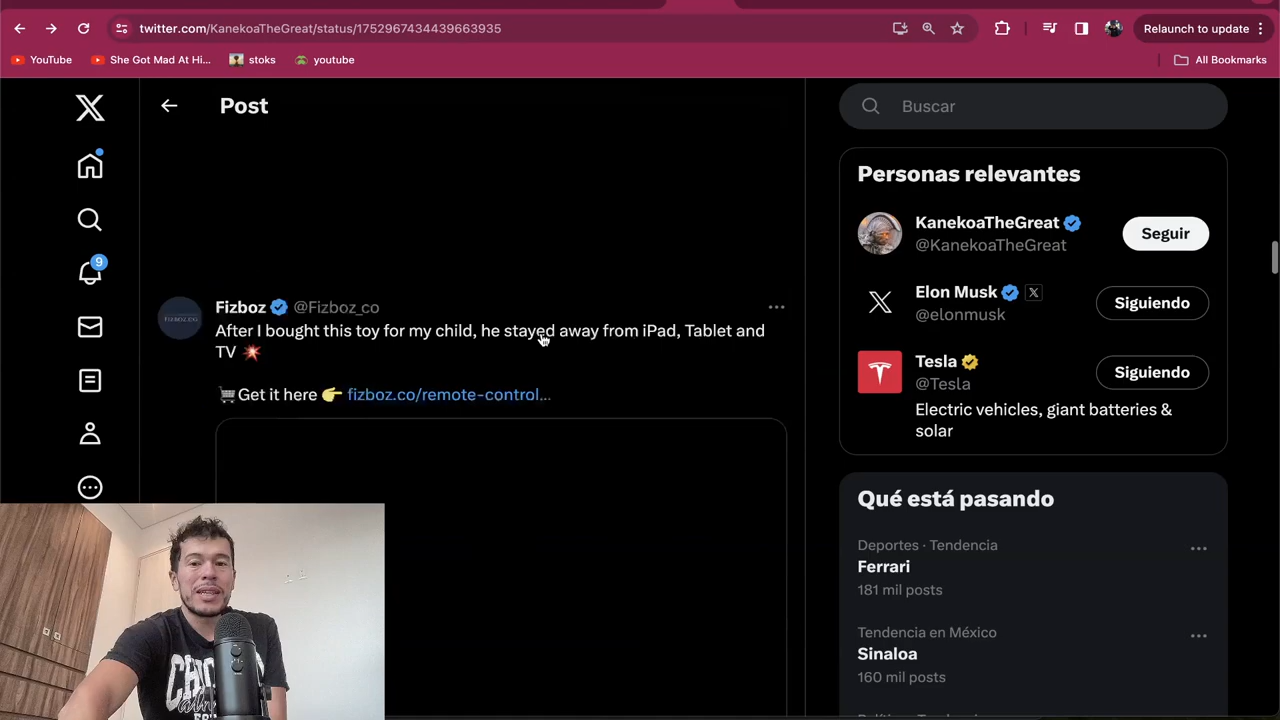 twitter.com/KanekoaTheGreat/status/1752967434439663935
Relaunch to update
YouTube
She Got Mad At Hi...
stoks
youtube
All Bookmarks
Post
9
Fizboz @Fizboz_co
After I bought this toy for my child, he stayed away from iPad, Tablet and
TV 💥
🛒Get it here 👉 fizboz.co/remote-control...
Buscar
Personas relevantes
KanekoaTheGreat
@KanekoaTheGreat
Seguir
Elon Musk
@elonmusk
Siguiendo
Tesla
@Tesla
Siguiendo
Electric vehicles, giant batteries &
solar
Qué está pasando
Deportes · Tendencia
Ferrari
181 mil posts
Tendencia en México
Sinaloa
160 mil posts